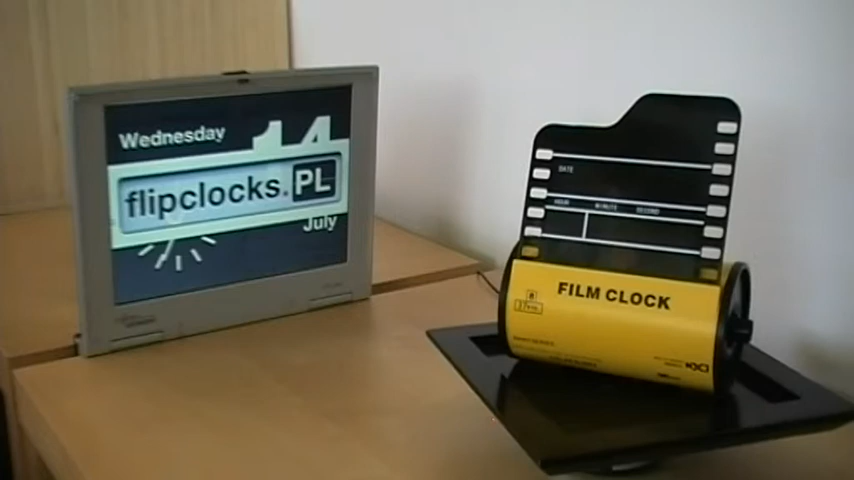 Wednesday 14
flipclocks.PL
July
DATE
HOUR MINUTE SECOND
FILM CLOCK